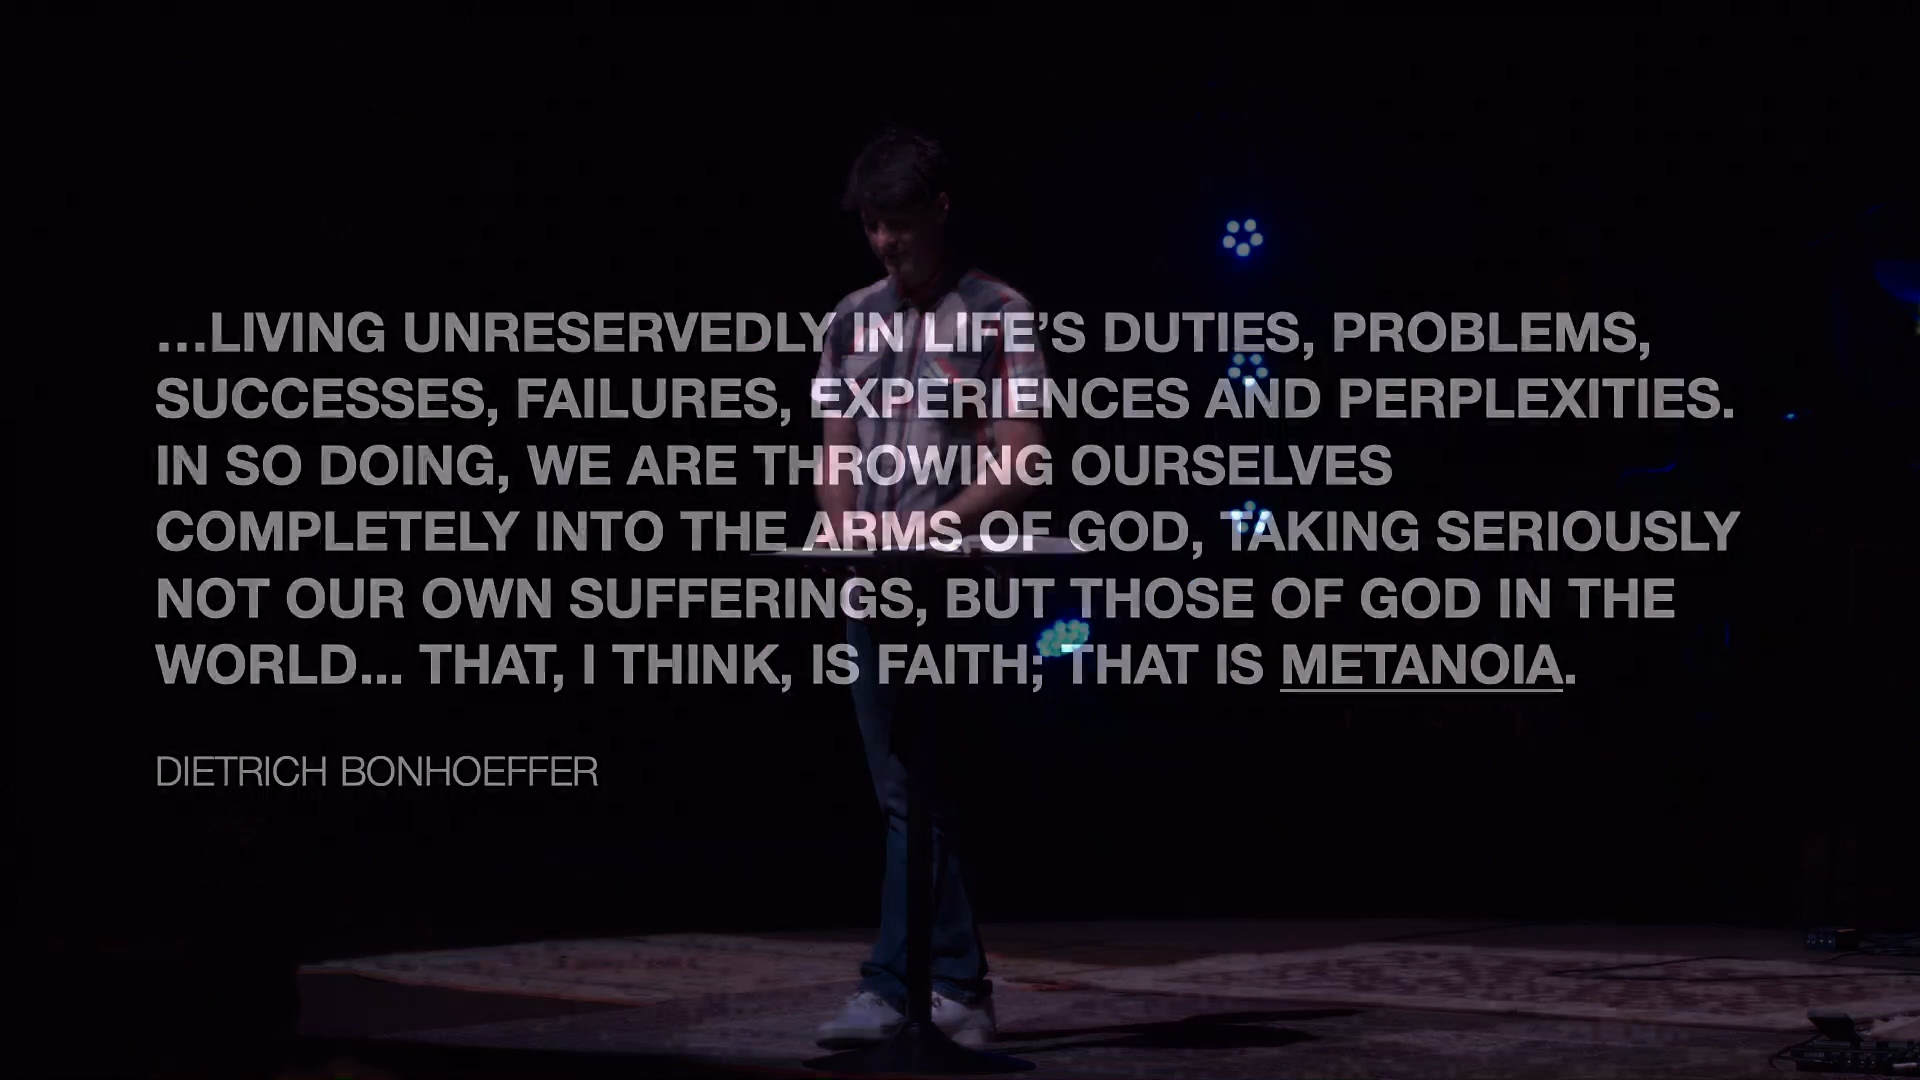 …LIVING UNRESERVEDLY IN LIFE’S DUTIES, PROBLEMS,
SUCCESSES, FAILURES, EXPERIENCES AND PERPLEXITIES.
IN SO DOING, WE ARE THROWING OURSELVES
COMPLETELY INTO THE ARMS OF GOD, TAKING SERIOUSLY
NOT OUR OWN SUFFERINGS, BUT THOSE OF GOD IN THE
WORLD... THAT, I THINK, IS FAITH; THAT IS METANOIA.
DIETRICH BONHOEFFER